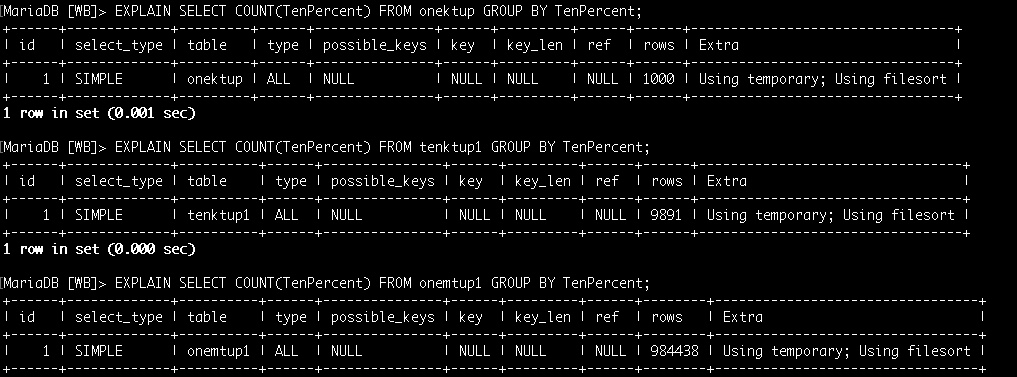 [MariaDB [WB]> EXPLAIN SELECT COUNT(TenPercent) FROM onektup GROUP BY TenPercent;
+------+-------------+---------+------+---------------+------+---------+------+------+---------------------------------+
| id   | select_type | table   | type | possible_keys | key  | key_len | ref  | rows | Extra                           |
+------+-------------+---------+------+---------------+------+---------+------+------+---------------------------------+
|    1 | SIMPLE      | onektup | ALL  | NULL          | NULL | NULL    | NULL | 1000 | Using temporary; Using filesort |
+------+-------------+---------+------+---------------+------+---------+------+------+---------------------------------+
1 row in set (0.001 sec)
[MariaDB [WB]> EXPLAIN SELECT COUNT(TenPercent) FROM tenktup1 GROUP BY TenPercent;
+------+-------------+----------+------+---------------+------+---------+------+------+---------------------------------+
| id   | select_type | table    | type | possible_keys | key  | key_len | ref  | rows | Extra                           |
+------+-------------+----------+------+---------------+------+---------+------+------+---------------------------------+
|    1 | SIMPLE      | tenktup1 | ALL  | NULL          | NULL | NULL    | NULL | 9891 | Using temporary; Using filesort |
+------+-------------+----------+------+---------------+------+---------+------+------+---------------------------------+
1 row in set (0.000 sec)
[MariaDB [WB]> EXPLAIN SELECT COUNT(TenPercent) FROM onemtup1 GROUP BY TenPercent;
+------+-------------+----------+------+---------------+------+---------+------+--------+---------------------------------+
| id   | select_type | table    | type | possible_keys | key  | key_len | ref  | rows   | Extra                           |
+------+-------------+----------+------+---------------+------+---------+------+--------+---------------------------------+
|    1 | SIMPLE      | onemtup1 | ALL  | NULL          | NULL | NULL    | NULL | 984438 | Using temporary; Using filesort |
+------+-------------+----------+------+---------------+------+---------+------+--------+---------------------------------+